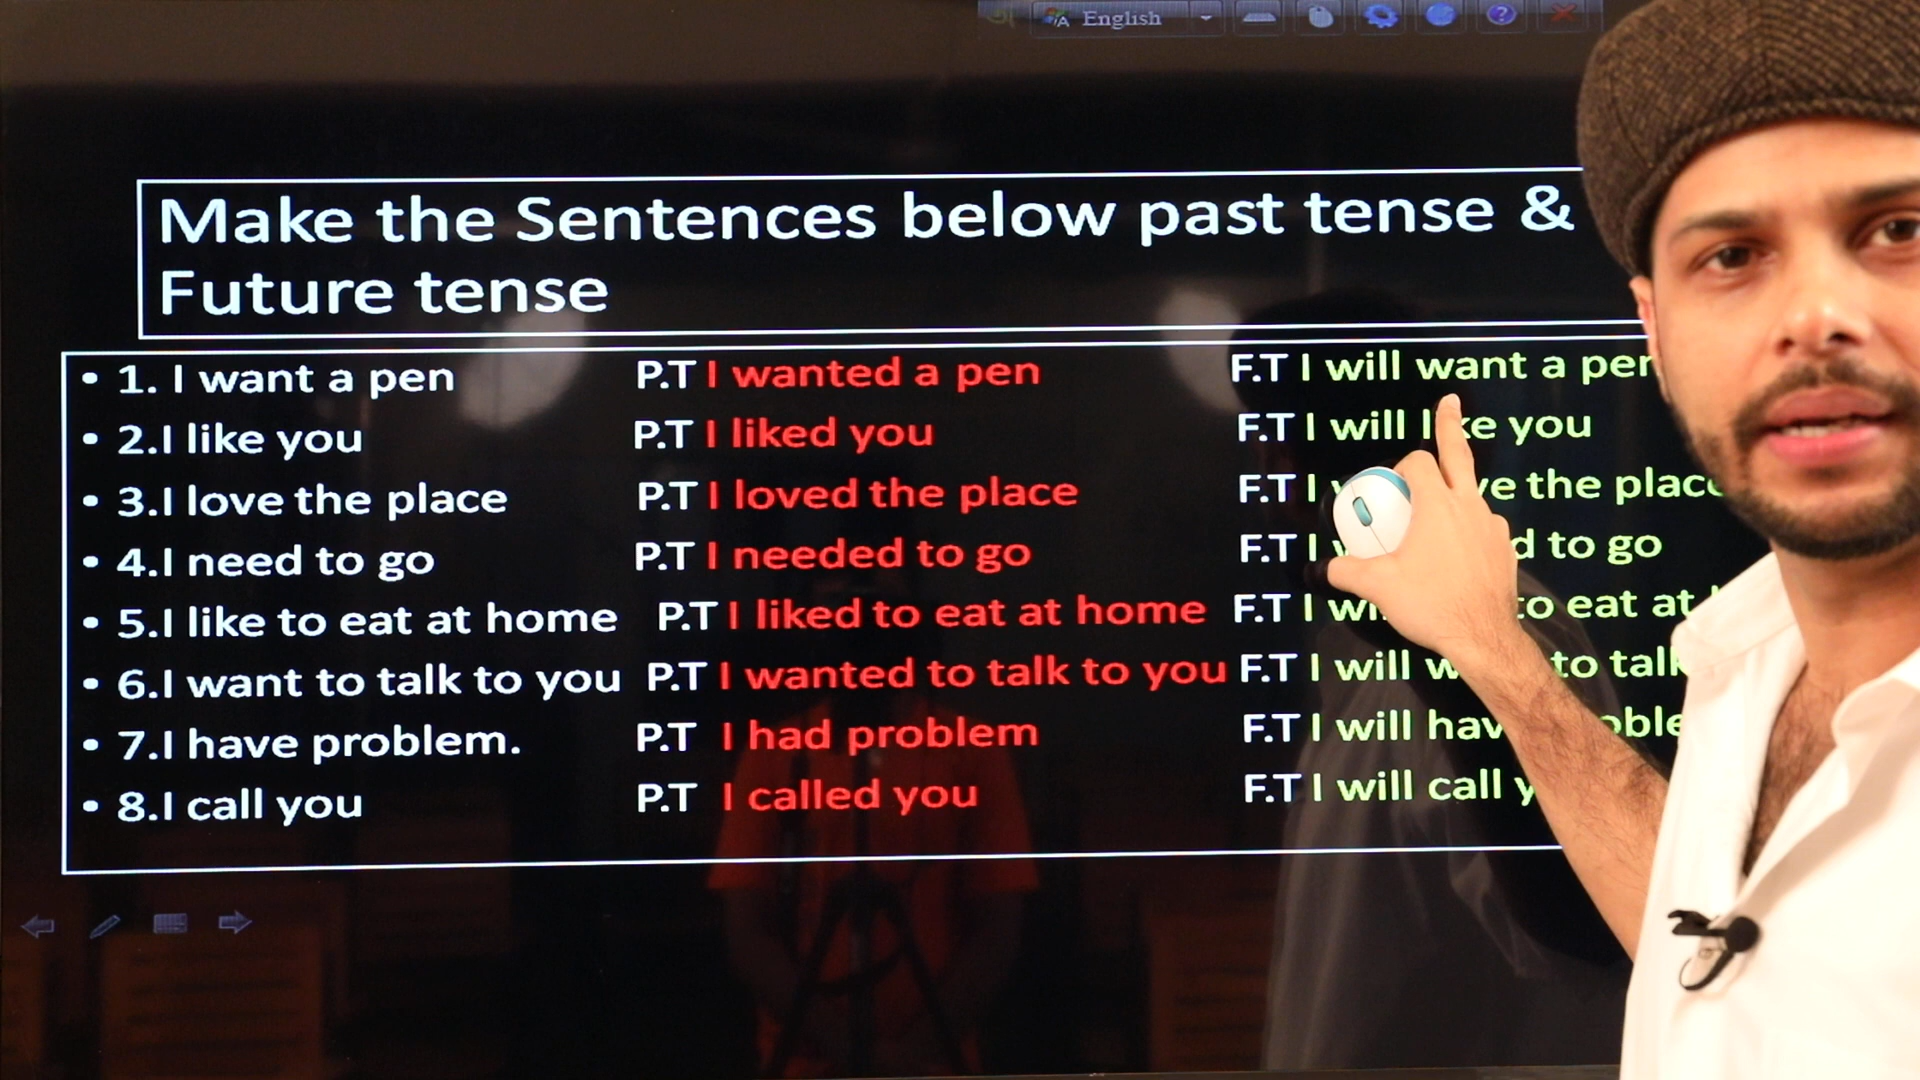 English
Make the Sentences below past tense &
Future tense
• 1. I want a pen P.T I wanted a pen F.T I will want a pen
• 2.I like you P.T I liked you F.T I will like you
• 3.I love the place P.T I loved the place F.T I the place
• 4.I need to go P.T I needed to go F.T I to go
• 5.I like to eat at home P.T I liked to eat at home F.T I to eat at
• 6.I want to talk to you P.T I wanted to talk to you F.T I will to talk
• 7.I have problem. P.T I had problem F.T I will have
• 8.I call you P.T I called you F.T I will call